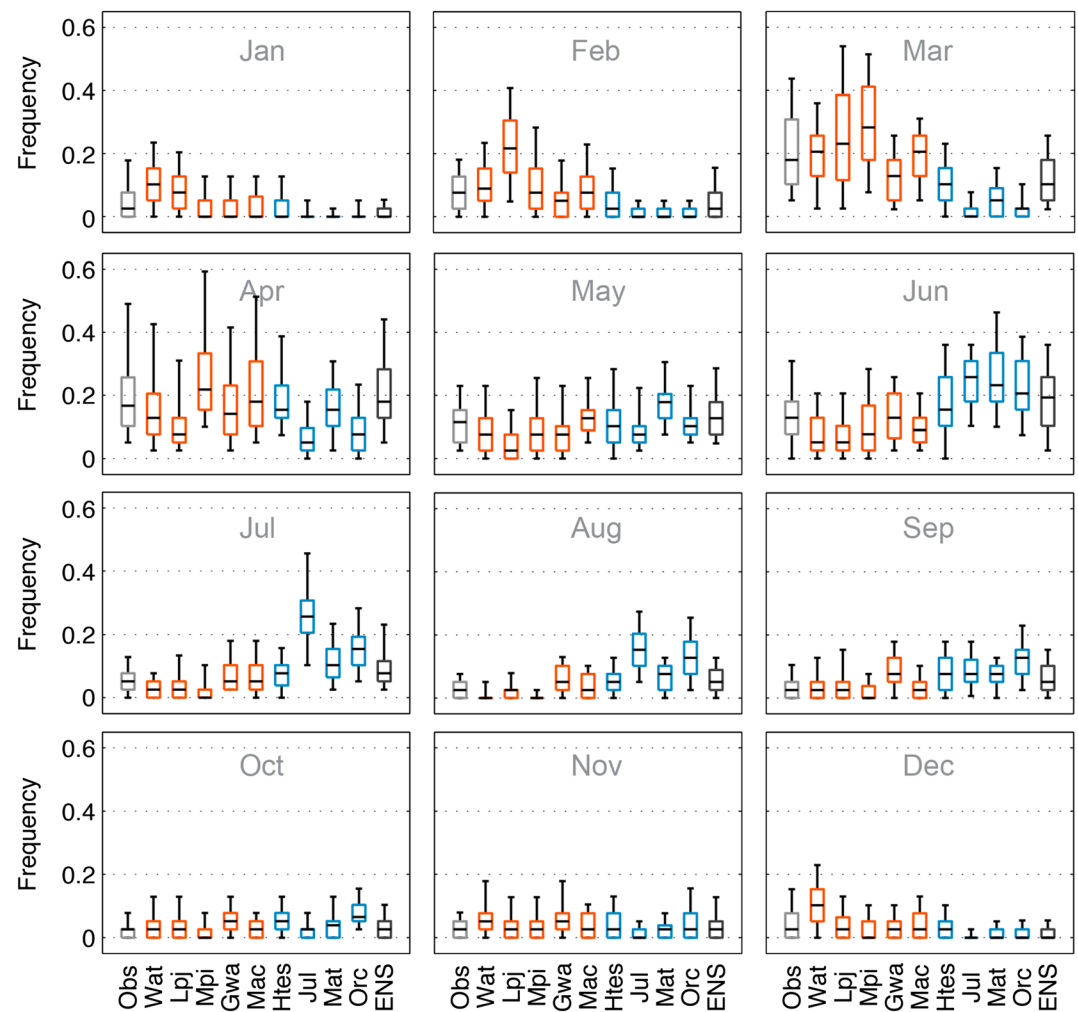 Jan
Feb
Mar
Frequency
0.6
0.4
0.2
0
Apr
May
Jun
Frequency
0.6
0.4
0.2
0
Jul
Aug
Sep
Frequency
0.6
0.4
0.2
0
Oct
Nov
Dec
Frequency
0.6
0.4
0.2
0
Obs Wat Lpj Mpi Gwa Mac Htes Jul Mat Orc ENS
Obs Wat Lpj Mpi Gwa Mac Htes Jul Mat Orc ENS
Obs Wat Lpj Mpi Gwa Mac Htes Jul Mat Orc ENS